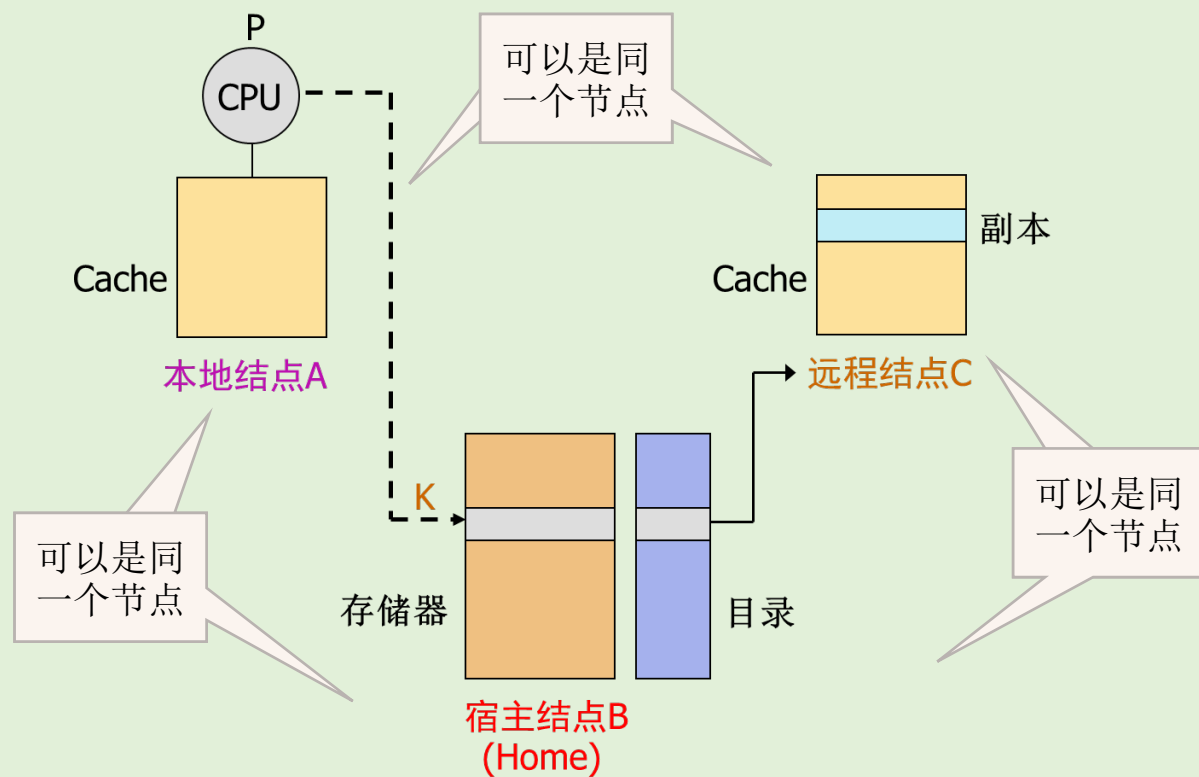 P
CPU
可以是同
一个节点
Cache
副本
Cache
本地结点A
远程结点C
K
可以是同
一个节点
可以是同
一个节点
存储器
目录
宿主结点B
(Home)